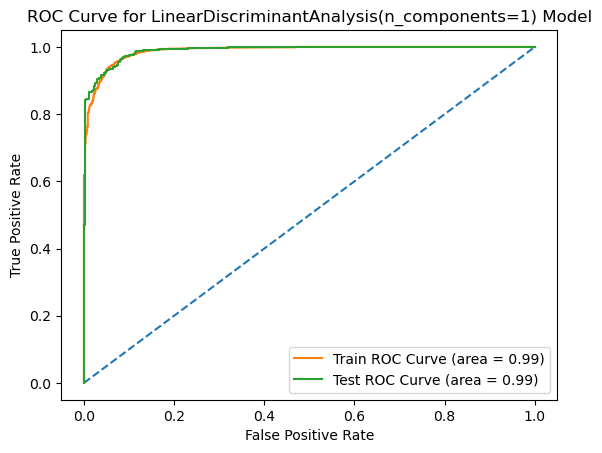 ROC Curve for LinearDiscriminantAnalysis(n_components=1) Model
1.0
0.8
0.6
0.4
0.2
0.0
True Positive Rate
0.0 0.2 0.4 0.6 0.8 1.0
False Positive Rate
Train ROC Curve (area = 0.99)
Test ROC Curve (area = 0.99)